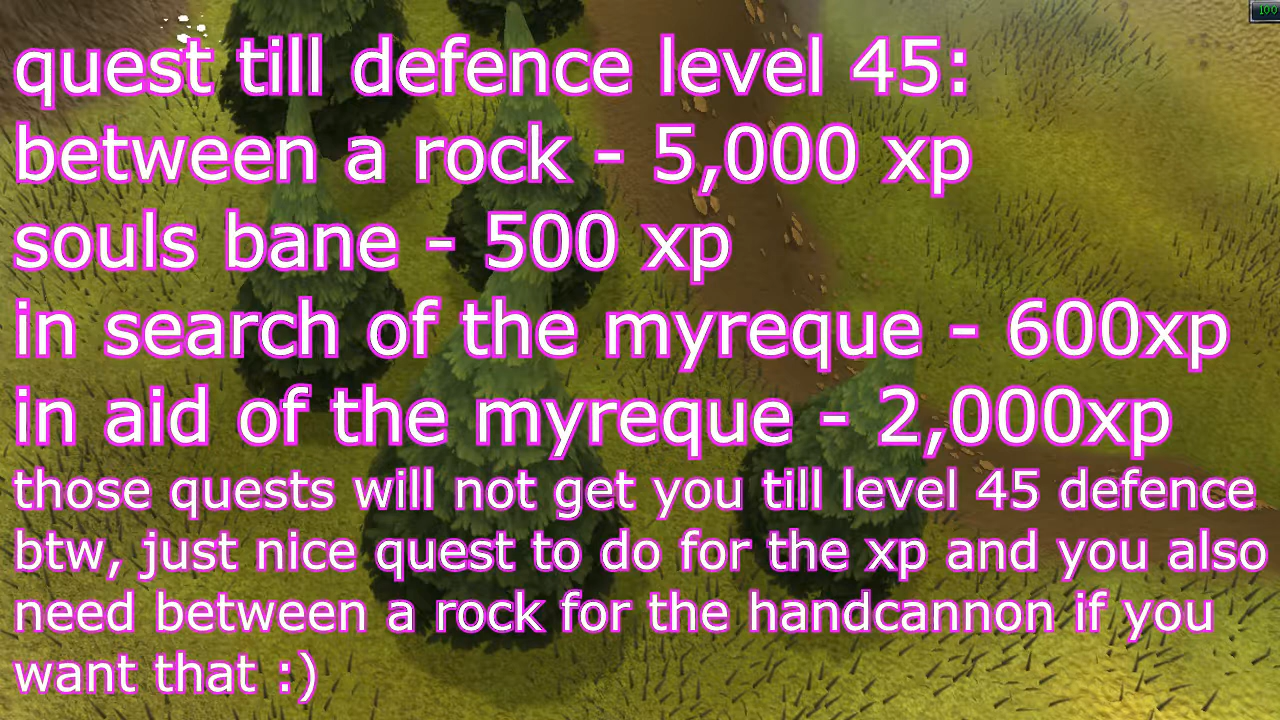 100
quest till defence level 45:
between a rock - 5,000 xp
souls bane - 500 xp
in search of the myreque - 600xp
in aid of the myreque - 2,000xp
those quests will not get you till level 45 defence
btw, just nice quest to do for the xp and you also
need between a rock for the handcannon if you
want that :)